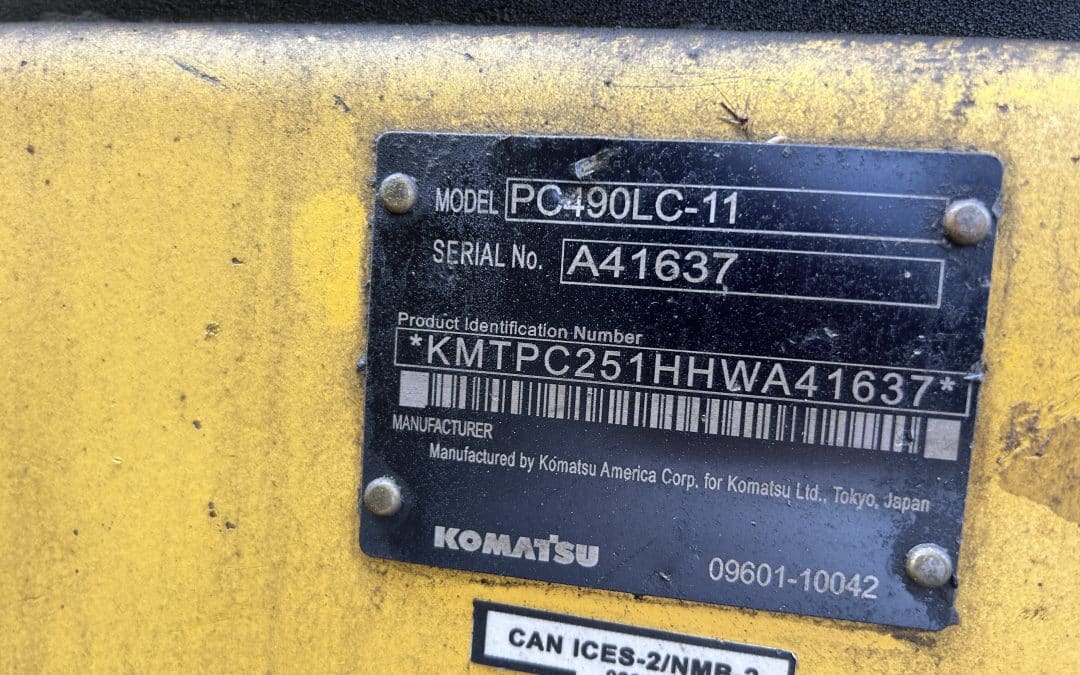 MODEL PC490LC-11
SERIAL No. A41637
Product Identification Number
*KMTPC251HHWA41637*
MANUFACTURER
Manufactured by Komatsu America Corp. for Komatsu Ltd., Tokyo, Japan
KOMATSU
09601-10042
CAN ICES-2/NMB-2